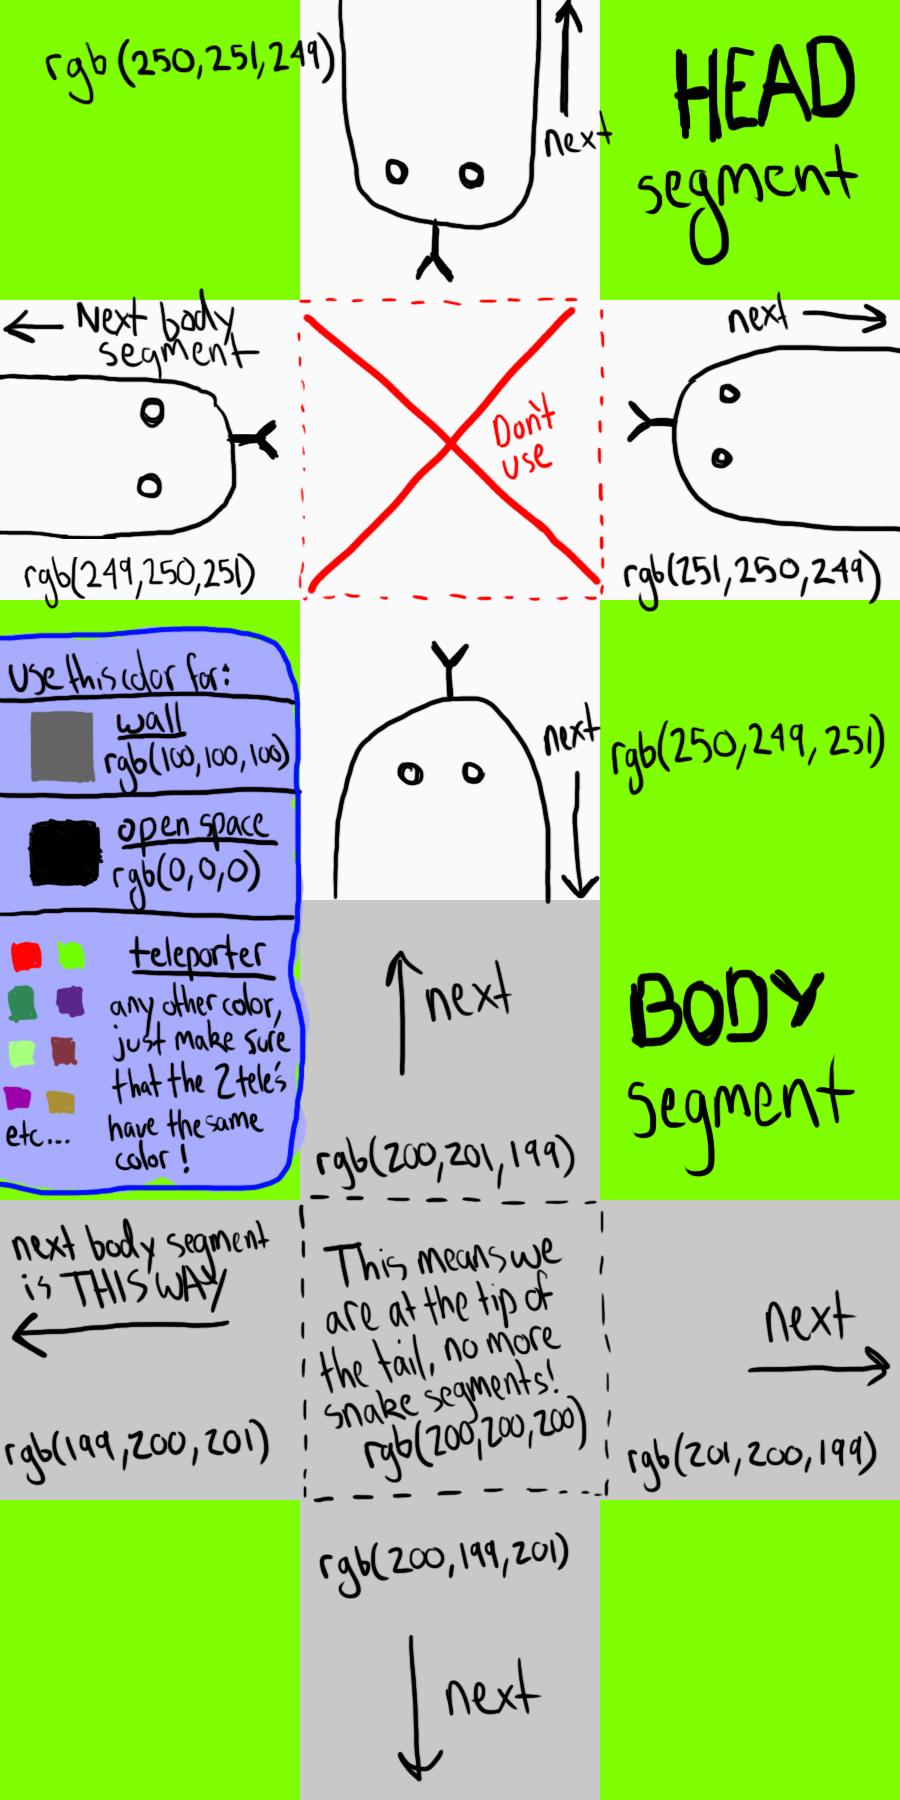 rgb(250,251,249)
next
HEAD
segment
Next body
segment
rgb(249,250,251)
Don't
use
next
rgb(251,250,249)
use this color for:
wall
rgb(100,100,100)
open space
rgb(0,0,0)
teleporter
any other color,
just make sure
that the 2 tele's
have the same
color!
etc...
next
rgb(250,249,251)
next
rgb(200,201,199)
BODY
segment
next body segment
is THIS WAY
rgb(199,200,201)
This means we
are at the tip of
the tail, no more
snake segments!
rgb(200,200,200)
next
rgb(201,200,199)
rgb(200,199,201)
next